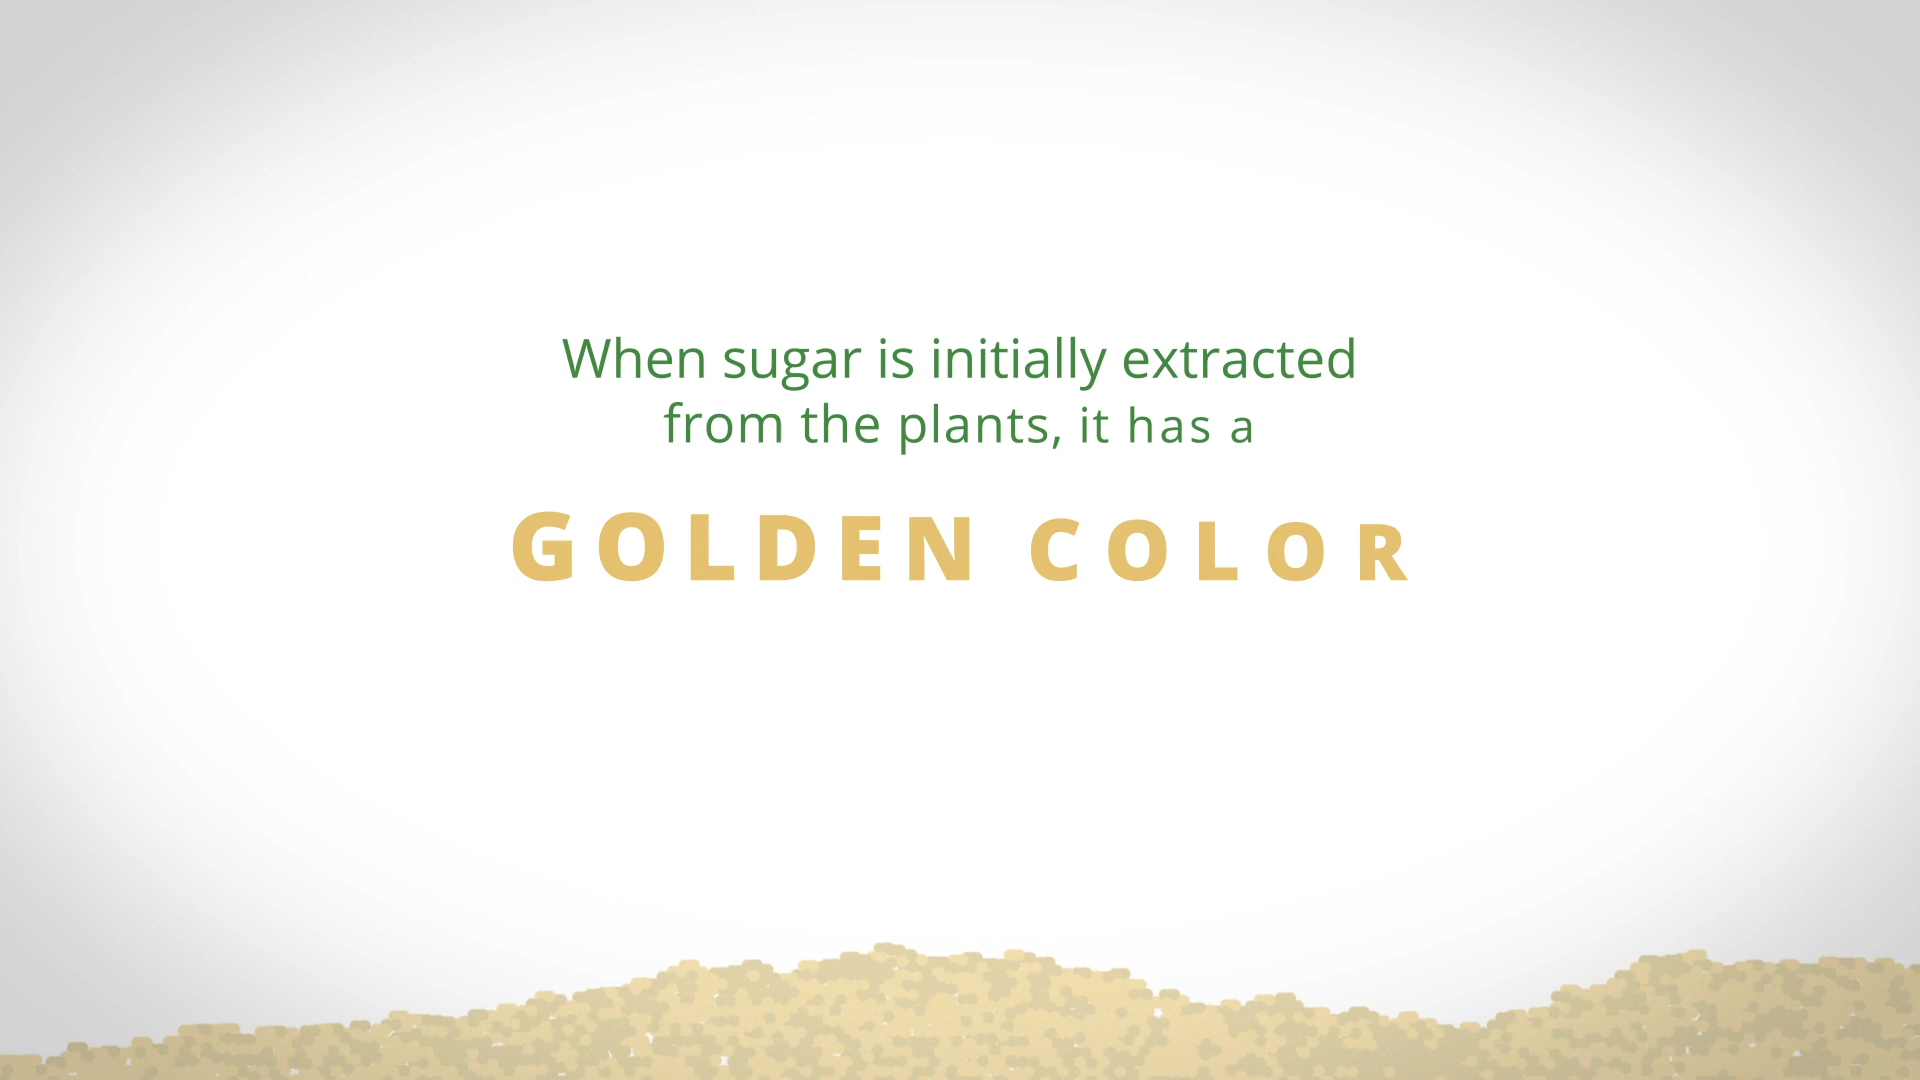 When sugar is initially extracted
from the plants, it has a
GOLDEN COLOR